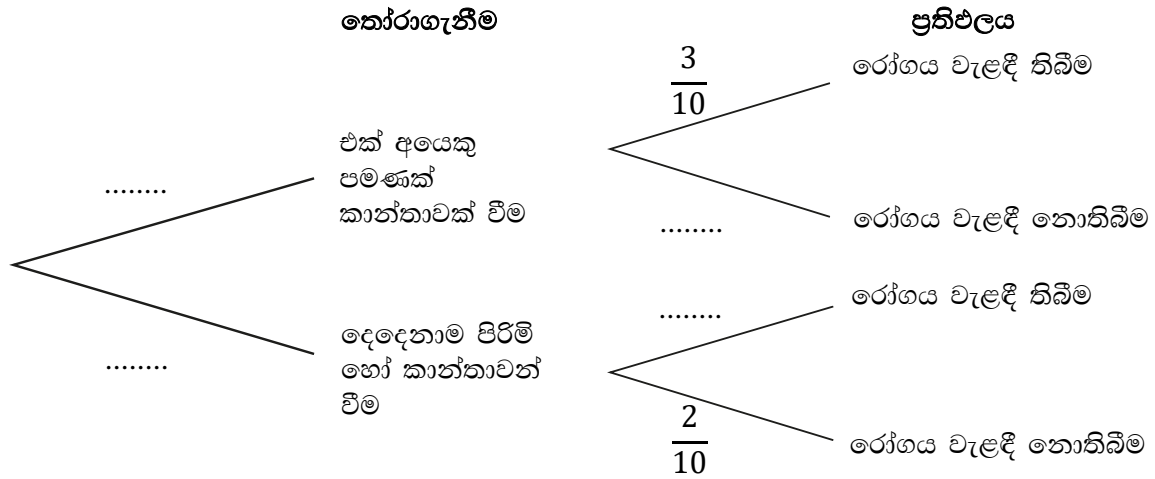 තෝරාගැනීම
ප්‍රතිඵලය
3
10
රෝගය වැළඳී තිබීම
එක් අයෙකු
පමණක්
කාන්තාවක් වීම
........
රෝගය වැළඳී නොතිබීම
........
රෝගය වැළඳී තිබීම
........
දෙදෙනාම පිරිමි
හෝ කාන්තාවන්
වීම
........
2
10
රෝගය වැළඳී නොතිබීම